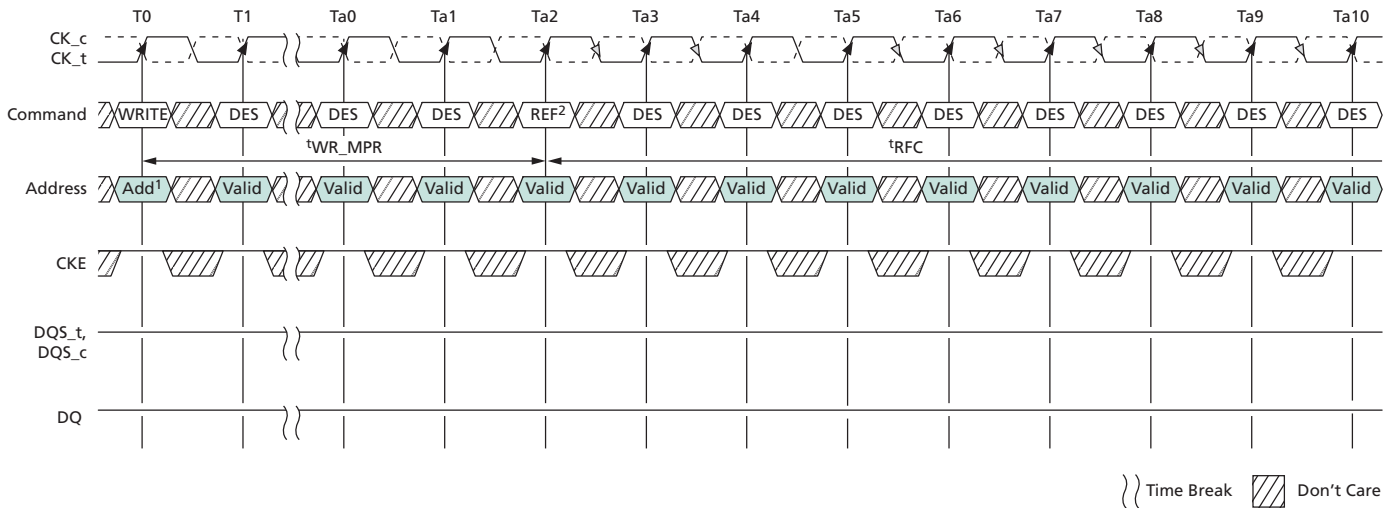 T0 T1 Ta0 Ta1 Ta2 Ta3 Ta4 Ta5 Ta6 Ta7 Ta8 Ta9 Ta10
CK_c
CK_t
Command WRITE DES DES DES REF2 DES DES DES DES DES DES DES DES
tWR_MPR tRFC
Address Add1 Valid Valid Valid Valid Valid Valid Valid Valid Valid Valid Valid Valid
CKE
DQS_t,
DQS_c
DQ
Time Break Don't Care